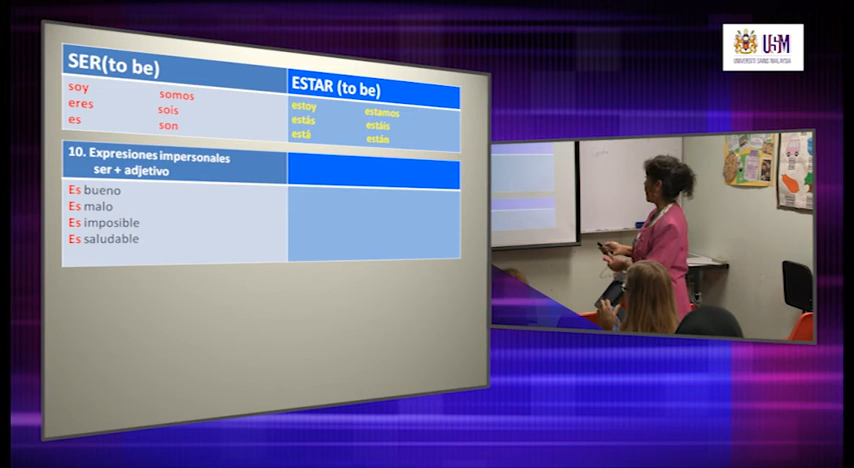 SER(to be)
soy somos
eres sois
es son
ESTAR (to be)
estoy estamos
estás estáis
está están
10. Expresiones impersonales
ser + adjetivo
Es bueno
Es malo
Es imposible
Es saludable
USM
UNIVERSITI SAINS MALAYSIA